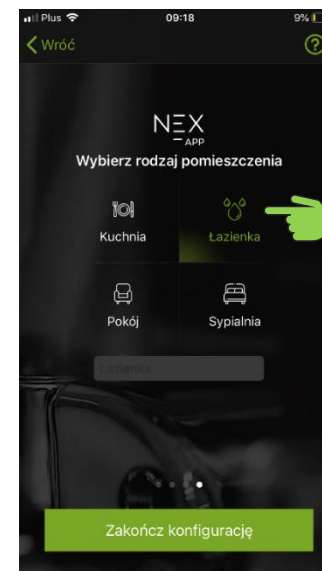 Plus 09:18 9%
Wróć ?
NEX
APP
Wybierz rodzaj pomieszczenia
Kuchnia Łazienka
Pokój Sypialnia
Łazienka
Zakończ konfigurację